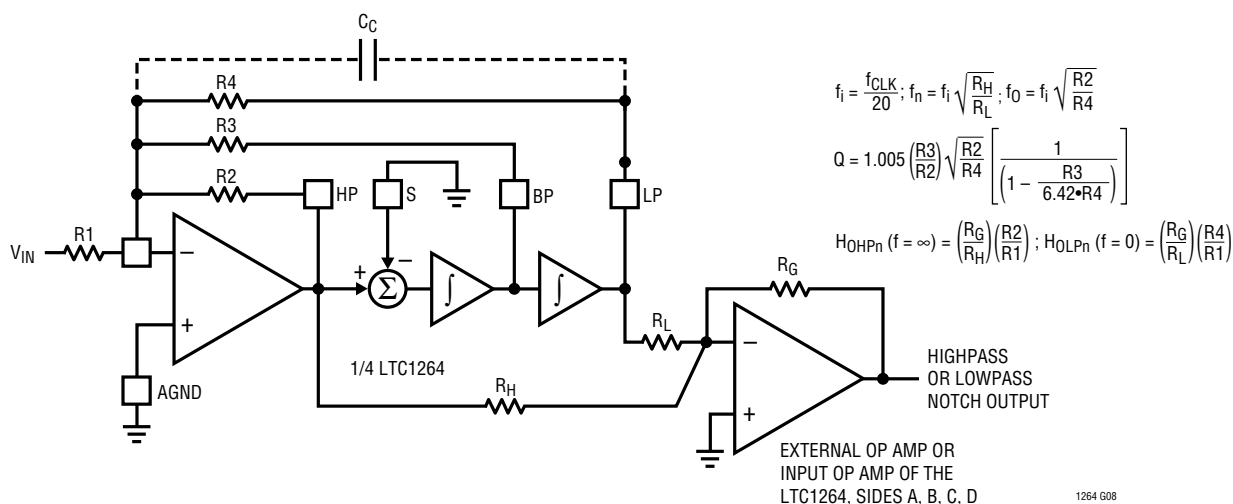 C_C
R4
R3
R2
HP
S
BP
LP
R1
V_IN
−
+
+
−
Σ
∫
∫
R_G
R_L
−
+
1/4 LTC1264
R_H
AGND
HIGHPASS
OR LOWPASS
NOTCH OUTPUT
EXTERNAL OP AMP OR
INPUT OP AMP OF THE
LTC1264, SIDES A, B, C, D
f_i = f_CLK/20; f_n = f_i √(R_H/R_L); f_O = f_i √(R2/R4)
Q = 1.005 (R3/R2) √(R2/R4) [1/(1 − R3/(6.42•R4))]
H_OHPn (f = ∞) = (R_G/R_H)(R2/R1); H_OLPn (f = 0) = (R_G/R_L)(R4/R1)
1264 G08